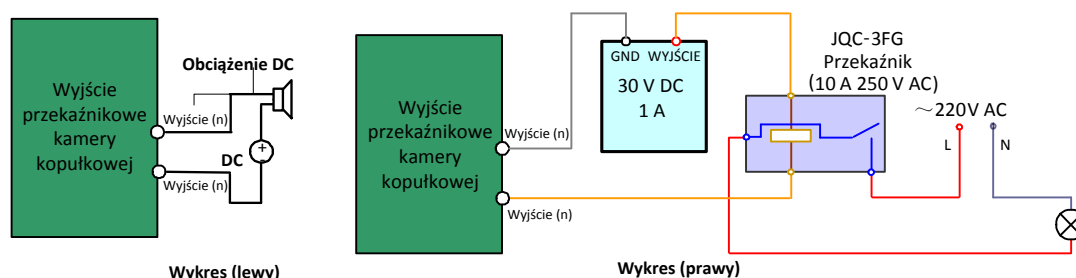 Wyjście
przekaźnikowe
kamery
kopułkowej
Obciążenie DC
Wyjście (n)
DC
+
-
Wyjście (n)
Wykres (lewy)
Wyjście
przekaźnikowe
kamery
kopułkowej
Wyjście (n)
Wyjście (n)
GND
WYJŚCIE
30 V DC
1 A
JQC-3FG
Przekaźnik
(10 A 250 V AC)
～220V AC
L
N
Wykres (prawy)